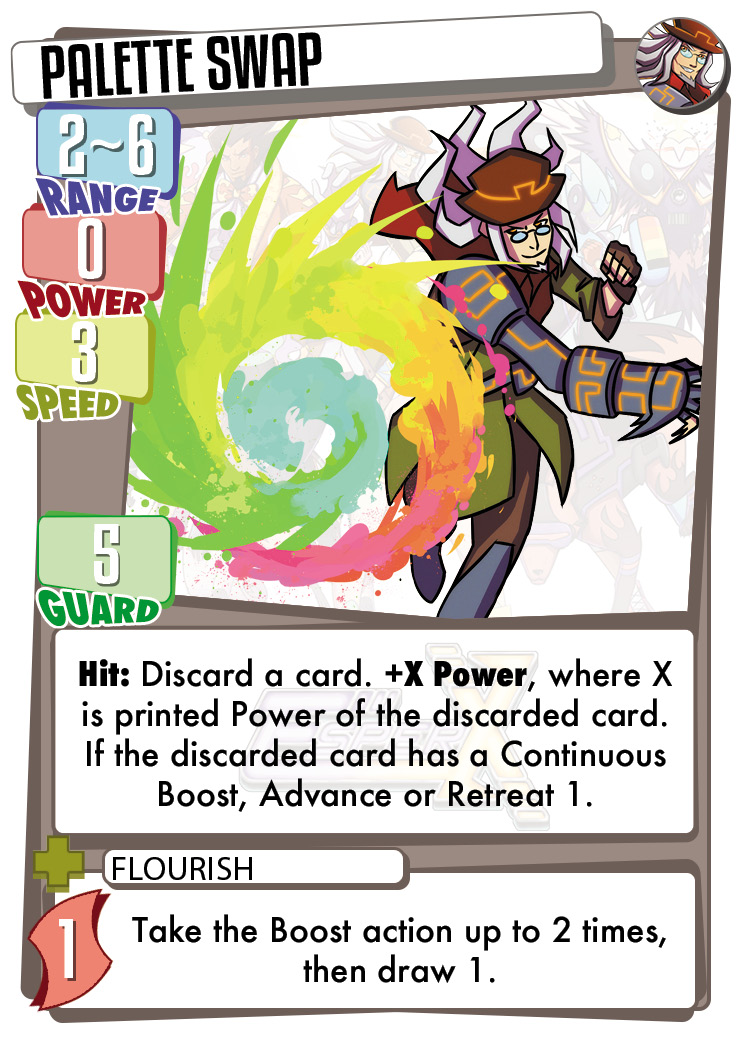 PALETTE SWAP
2~6
RANGE
0
POWER
3
SPEED
5
GUARD
Hit: Discard a card. +X Power, where X
is printed Power of the discarded card.
If the discarded card has a Continuous
Boost, Advance or Retreat 1.
FLOURISH
1
Take the Boost action up to 2 times,
then draw 1.